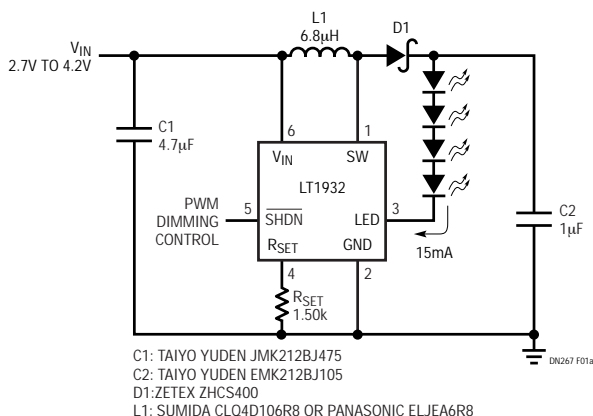 L1
6.8µH
D1
VIN
2.7V TO 4.2V
C1
4.7µF
6
1
VIN
SW
LT1932
PWM
DIMMING
CONTROL
5
SHDN
LED
3
RSET
GND
15mA
C2
1µF
4
2
RSET
1.50k
C1: TAIYO YUDEN JMK212BJ475
C2: TAIYO YUDEN EMK212BJ105
D1:ZETEX ZHCS400
L1: SUMIDA CLQ4D106R8 OR PANASONIC ELJEA6R8
DN267 F01a